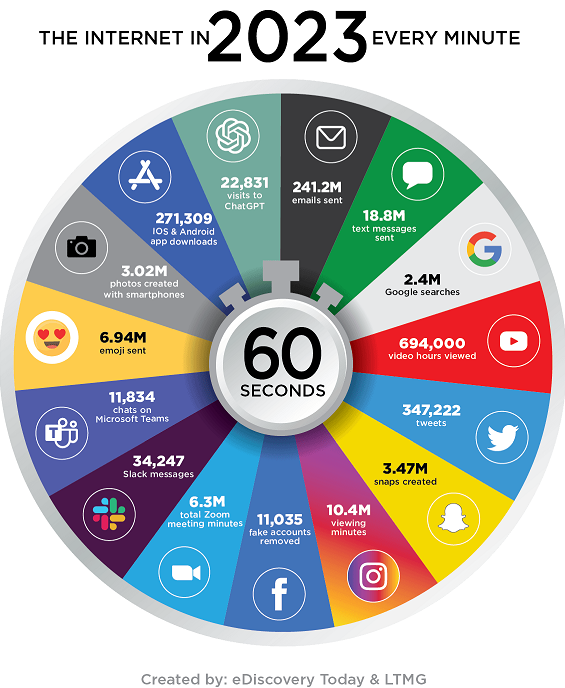 THE INTERNET IN 2023 EVERY MINUTE
241.2M
emails sent
18.8M
text messages
sent
2.4M
Google searches
694,000
video hours viewed
347,222
tweets
3.47M
snaps created
10.4M
viewing
minutes
11,035
fake accounts
removed
6.3M
total Zoom
meeting minutes
34,247
Slack messages
11,834
chats on
Microsoft Teams
6.94M
emoji sent
3.02M
photos created
with smartphones
271,309
IOS & Android
app downloads
22,831
visits to
ChatGPT
60
SECONDS
Created by: eDiscovery Today & LTMG